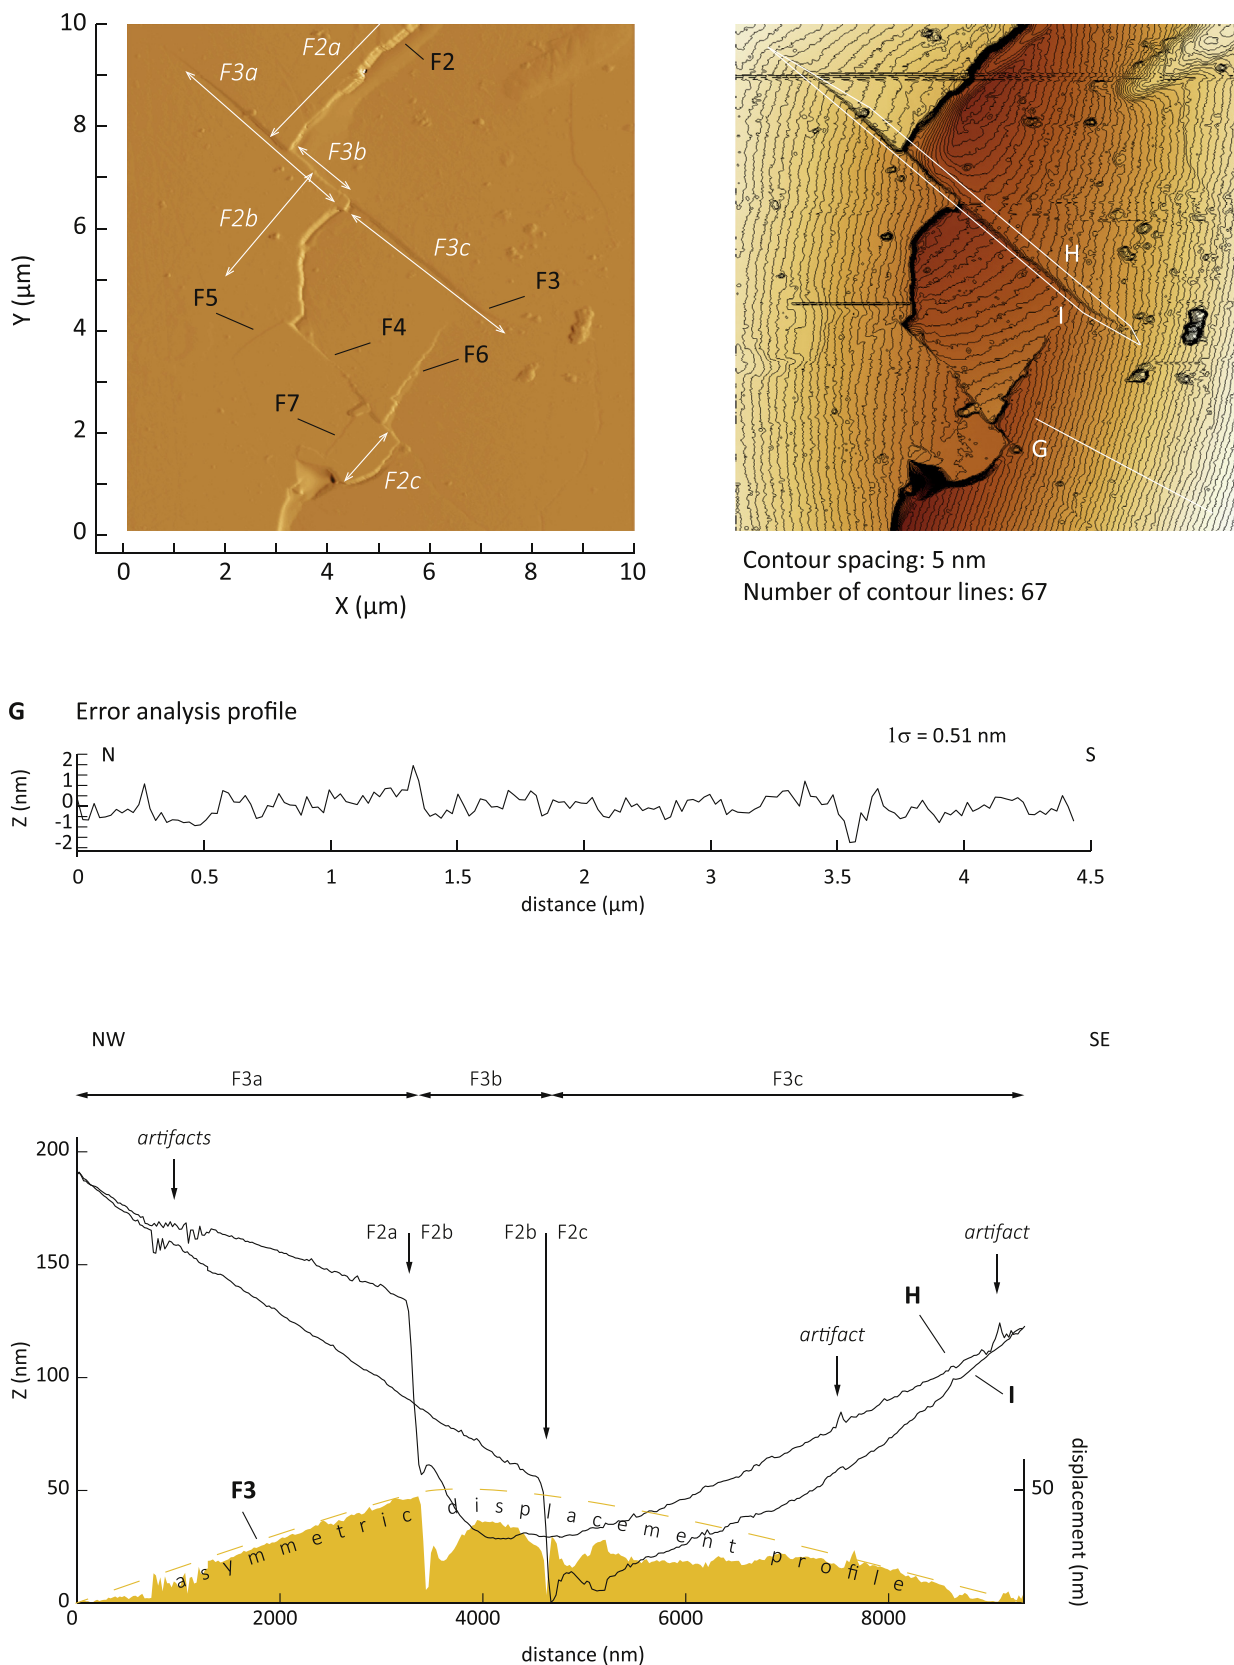 10
8
6
4
2
0
Y (µm)
F2a
F2
F3a
F3b
F2b
F3c
F5
F3
F4
F6
F7
F2c
0 2 4 6 8 10
X (µm)
H
I
G
Contour spacing: 5 nm
Number of contour lines: 67
G Error analysis profile
1σ = 0.51 nm
N
S
2
1
0
-1
-2
Z (nm)
0 0.5 1 1.5 2 2.5 3 3.5 4 4.5
distance (µm)
NW
SE
F3a F3b F3c
artifacts
F2a F2b
F2b F2c
artifact
artifact
H
I
200
150
100
50
0
Z (nm)
F3
asymmetric displacement profile
50
0
displacement (nm)
0 2000 4000 6000 8000
distance (nm)